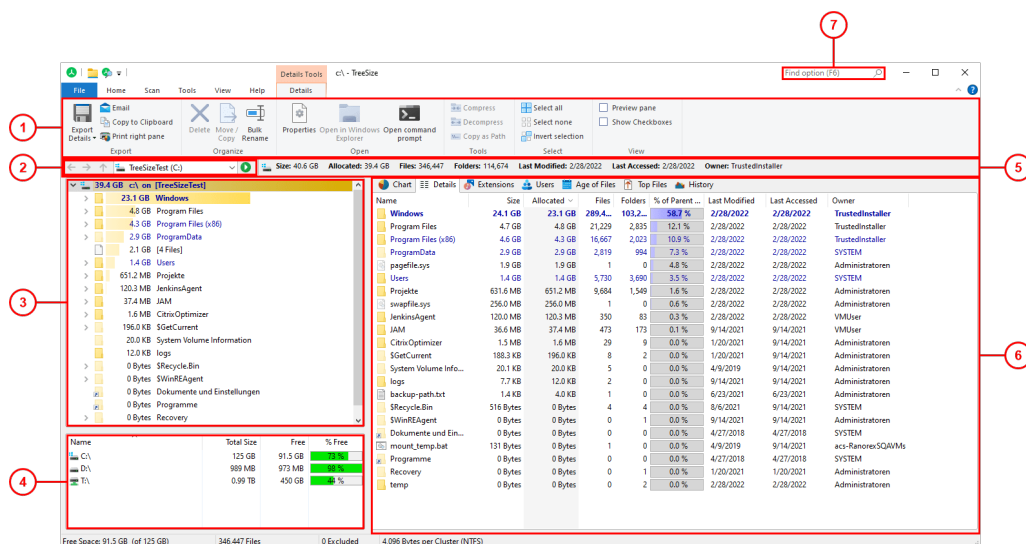 7
Details Tools
c:\ - TreeSize
Find option (F6)
File Home Scan Tools View Help Details
1
Export Details
Email
Copy to Clipboard
Print right pane
Export
Delete
Move / Copy
Bulk Rename
Organize
Properties
Open in Windows Explorer
Open command prompt
Open
Compress
Decompress
Copy as Path
Tools
Select all
Select none
Invert selection
Select
Preview pane
Show Checkboxes
View
2
TreeSizeTest (C:)
Size: 40.6 GB Allocated: 39.4 GB Files: 346,447 Folders: 114,674 Last Modified: 2/28/2022 Last Accessed: 2/28/2022 Owner: TrustedInstaller
5
3
39.4 GB c:\ on [TreeSizeTest]
23.1 GB Windows
4.8 GB Program Files
4.3 GB Program Files (x86)
2.9 GB ProgramData
2.1 GB [4 Files]
1.4 GB Users
651.2 MB Projekte
120.3 MB JenkinsAgent
37.4 MB JAM
1.6 MB CitrixOptimizer
196.0 KB $GetCurrent
20.0 KB System Volume Information
12.0 KB logs
0 Bytes $Recycle.Bin
0 Bytes $WinREAgent
0 Bytes Dokumente und Einstellungen
0 Bytes Programme
0 Bytes Recovery
Chart Details Extensions Users Age of Files Top Files History
Name Size Allocated Files Folders % of Parent ... Last Modified Last Accessed Owner
Windows 24.1 GB 23.1 GB 289,4... 103,2... 58.7 % 2/28/2022 2/28/2022 TrustedInstaller
Program Files 4.7 GB 4.8 GB 21,229 2,835 12.1 % 2/28/2022 2/28/2022 TrustedInstaller
Program Files (x86) 4.6 GB 4.3 GB 16,667 2,023 10.9 % 2/28/2022 2/28/2022 TrustedInstaller
ProgramData 2.9 GB 2.9 GB 2,819 994 7.3 % 2/28/2022 2/28/2022 SYSTEM
pagefile.sys 1.9 GB 1.9 GB 1 0 4.8 % 2/28/2022 2/28/2022 Administratoren
Users 1.4 GB 1.4 GB 5,730 3,690 3.5 % 2/28/2022 2/28/2022 SYSTEM
Projekte 631.6 MB 651.2 MB 9,684 1,549 1.6 % 2/28/2022 2/28/2022 Administratoren
swapfile.sys 256.0 MB 256.0 MB 1 0 0.6 % 2/28/2022 2/28/2022 Administratoren
JenkinsAgent 120.0 MB 120.3 MB 350 83 0.3 % 2/28/2022 2/28/2022 VMUser
JAM 36.6 MB 37.4 MB 473 173 0.1 % 9/14/2021 9/14/2021 VMUser
CitrixOptimizer 1.5 MB 1.6 MB 29 9 0.0 % 1/20/2021 9/14/2021 Administratoren
$GetCurrent 188.3 KB 196.0 KB 8 2 0.0 % 1/20/2021 9/14/2021 Administratoren
System Volume Info... 20.1 KB 20.0 KB 5 0 0.0 % 4/9/2019 9/14/2021 Administratoren
logs 7.7 KB 12.0 KB 2 0 0.0 % 9/14/2021 9/14/2021 Administratoren
backup-path.txt 1.4 KB 4.0 KB 1 0 0.0 % 6/23/2021 6/23/2021 Administratoren
$Recycle.Bin 516 Bytes 0 Bytes 4 4 0.0 % 8/6/2021 9/14/2021 SYSTEM
$WinREAgent 0 Bytes 0 Bytes 0 1 0.0 % 9/14/2021 9/14/2021 Administratoren
Dokumente und Ein... 0 Bytes 0 Bytes 0 0 0.0 % 4/27/2018 4/27/2018 SYSTEM
mount_temp.bat 131 Bytes 0 Bytes 1 0 0.0 % 4/9/2019 9/14/2021 acs-RanorexSQAVMs
Programme 0 Bytes 0 Bytes 0 0 0.0 % 4/27/2018 4/27/2018 SYSTEM
Recovery 0 Bytes 0 Bytes 0 1 0.0 % 1/20/2021 1/20/2021 Administratoren
temp 0 Bytes 0 Bytes 0 2 0.0 % 2/28/2022 2/28/2022 Administratoren
6
4
Name Total Size Free % Free
C:\ 125 GB 91.5 GB 73 %
D:\ 989 MB 973 MB 98 %
T:\ 0.99 TB 450 GB 44 %
Free Space: 91.5 GB (of 125 GB) 346.447 Files 0 Excluded 4.096 Bytes per Cluster (NTFS)